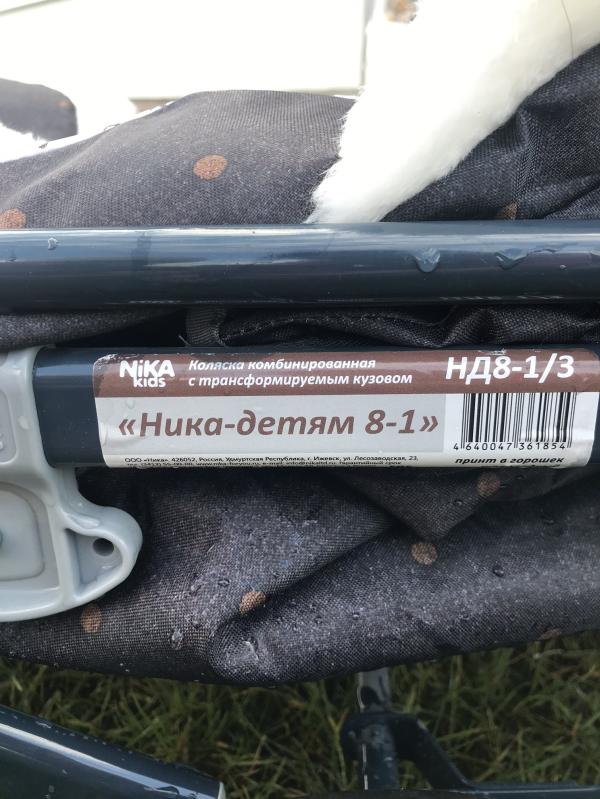 NiKA
kids
Коляска комбинированная
с трансформируемым кузовом
НД8-1/3
«Ника-детям 8-1»
4 640047 361854
принт в горошек
ООО «Ника». 426052, Россия, Удмуртская Республика, г. Ижевск, ул. Лесозаводская, 23,